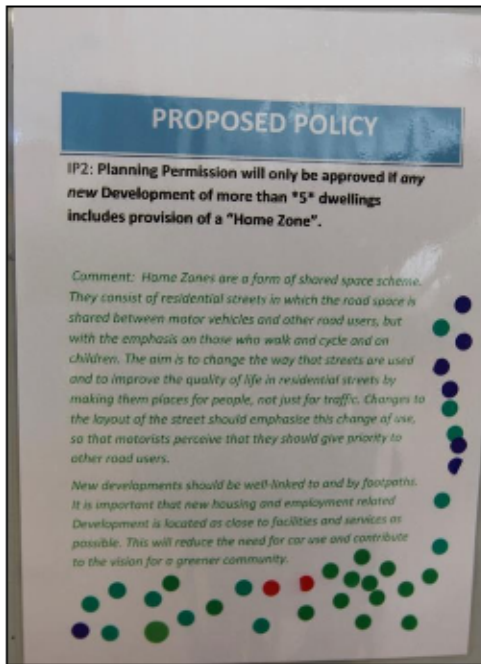 PROPOSED POLICY
IP2: Planning Permission will only be approved if any
new Development of more than *5* dwellings
includes provision of a "Home Zone".
Comment: Home Zones are a form of shared space scheme.
They consist of residential streets in which the road space is
shared between motor vehicles and other road users, but
with the emphasis on those who walk and cycle and on
children. The aim is to change the way that streets are used
and to improve the quality of life in residential streets by
making them places for people, not just for traffic. Changes to
the layout of the street should emphasise this change of use,
so that motorists perceive that they should give priority to
other road users.
New developments should be well-linked to and by footpaths.
It is important that new housing and employment related
Development is located as close to facilities and services as
possible. This will reduce the need for car use and contribute
to the vision for a greener community.